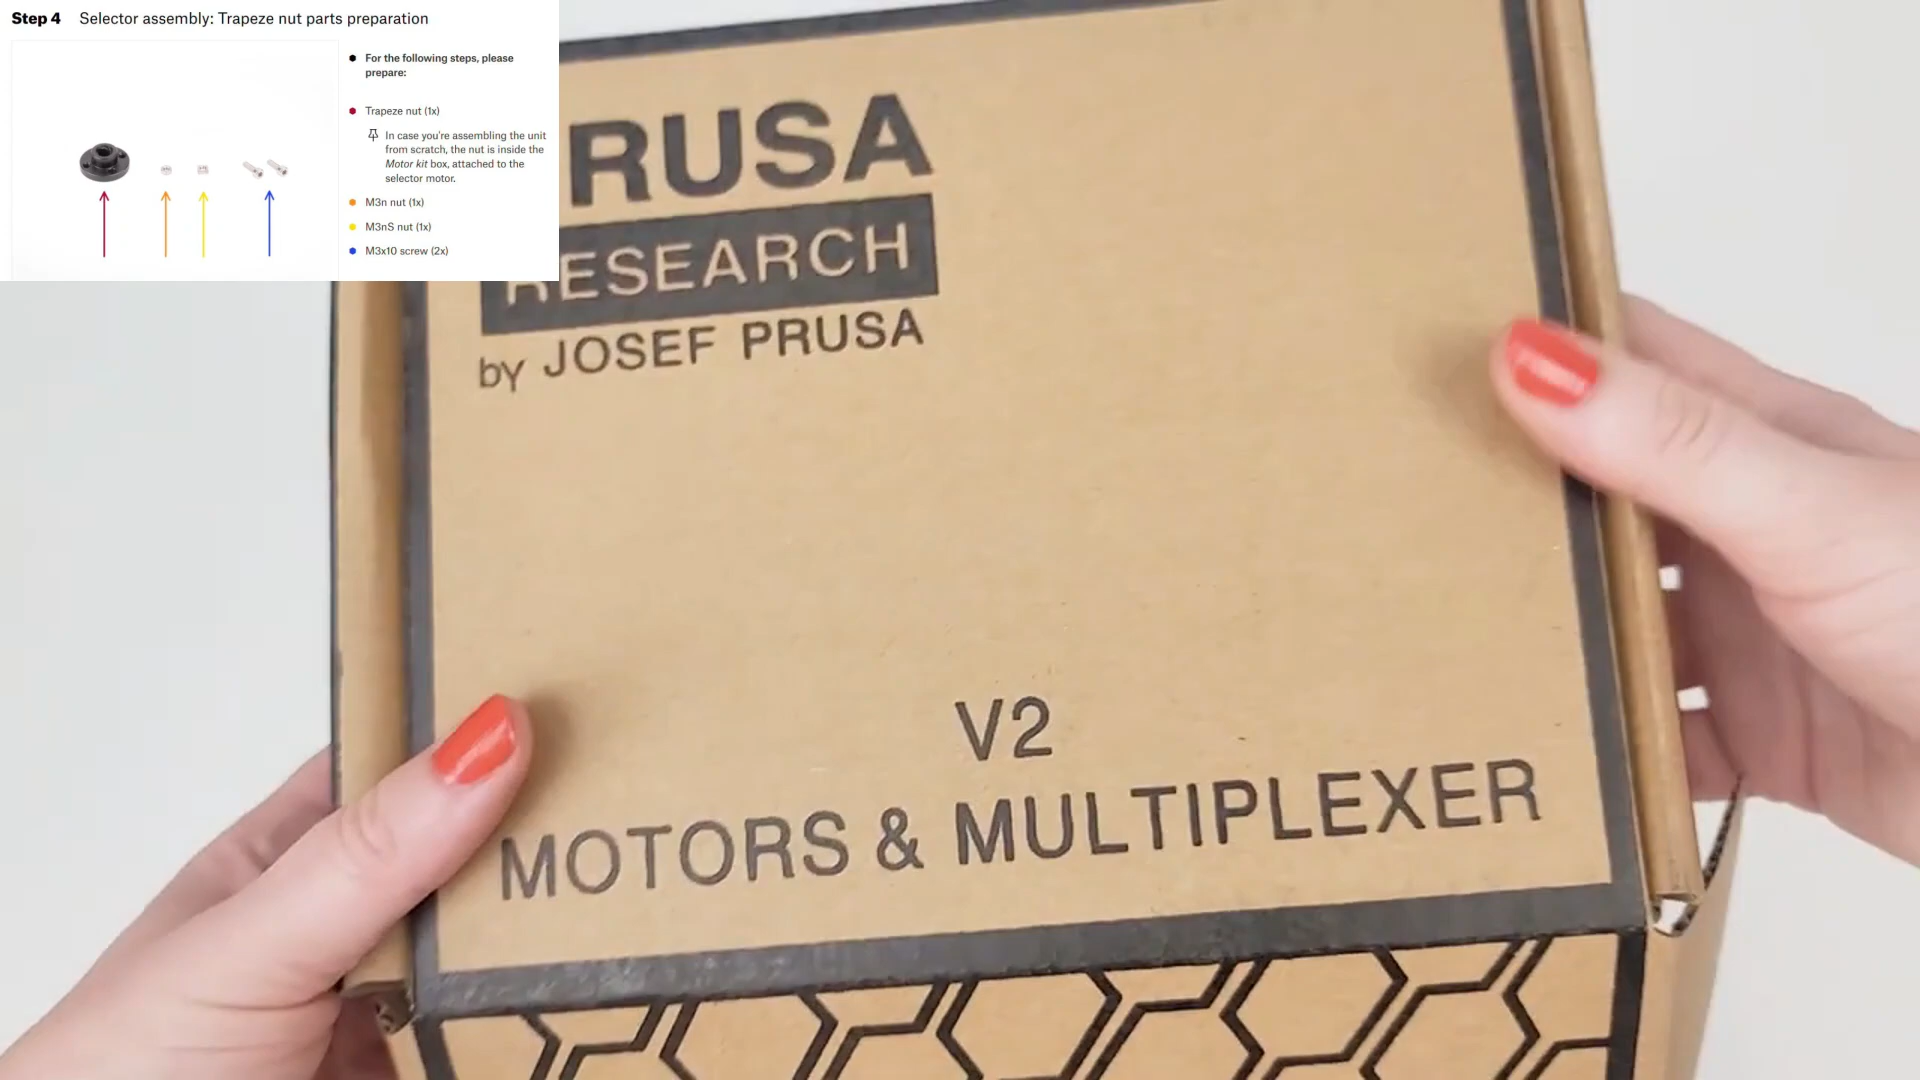 Step 4 Selector assembly: Trapeze nut parts preparation
For the following steps, please
prepare:
Trapeze nut (1x)
In case you're assembling the unit
from scratch, the nut is inside the
Motor kit box, attached to the
selector motor.
M3n nut (1x)
M3nS nut (1x)
M3x10 screw (2x)
RUSA
RESEARCH
by JOSEF PRUSA
V2
MOTORS & MULTIPLEXER